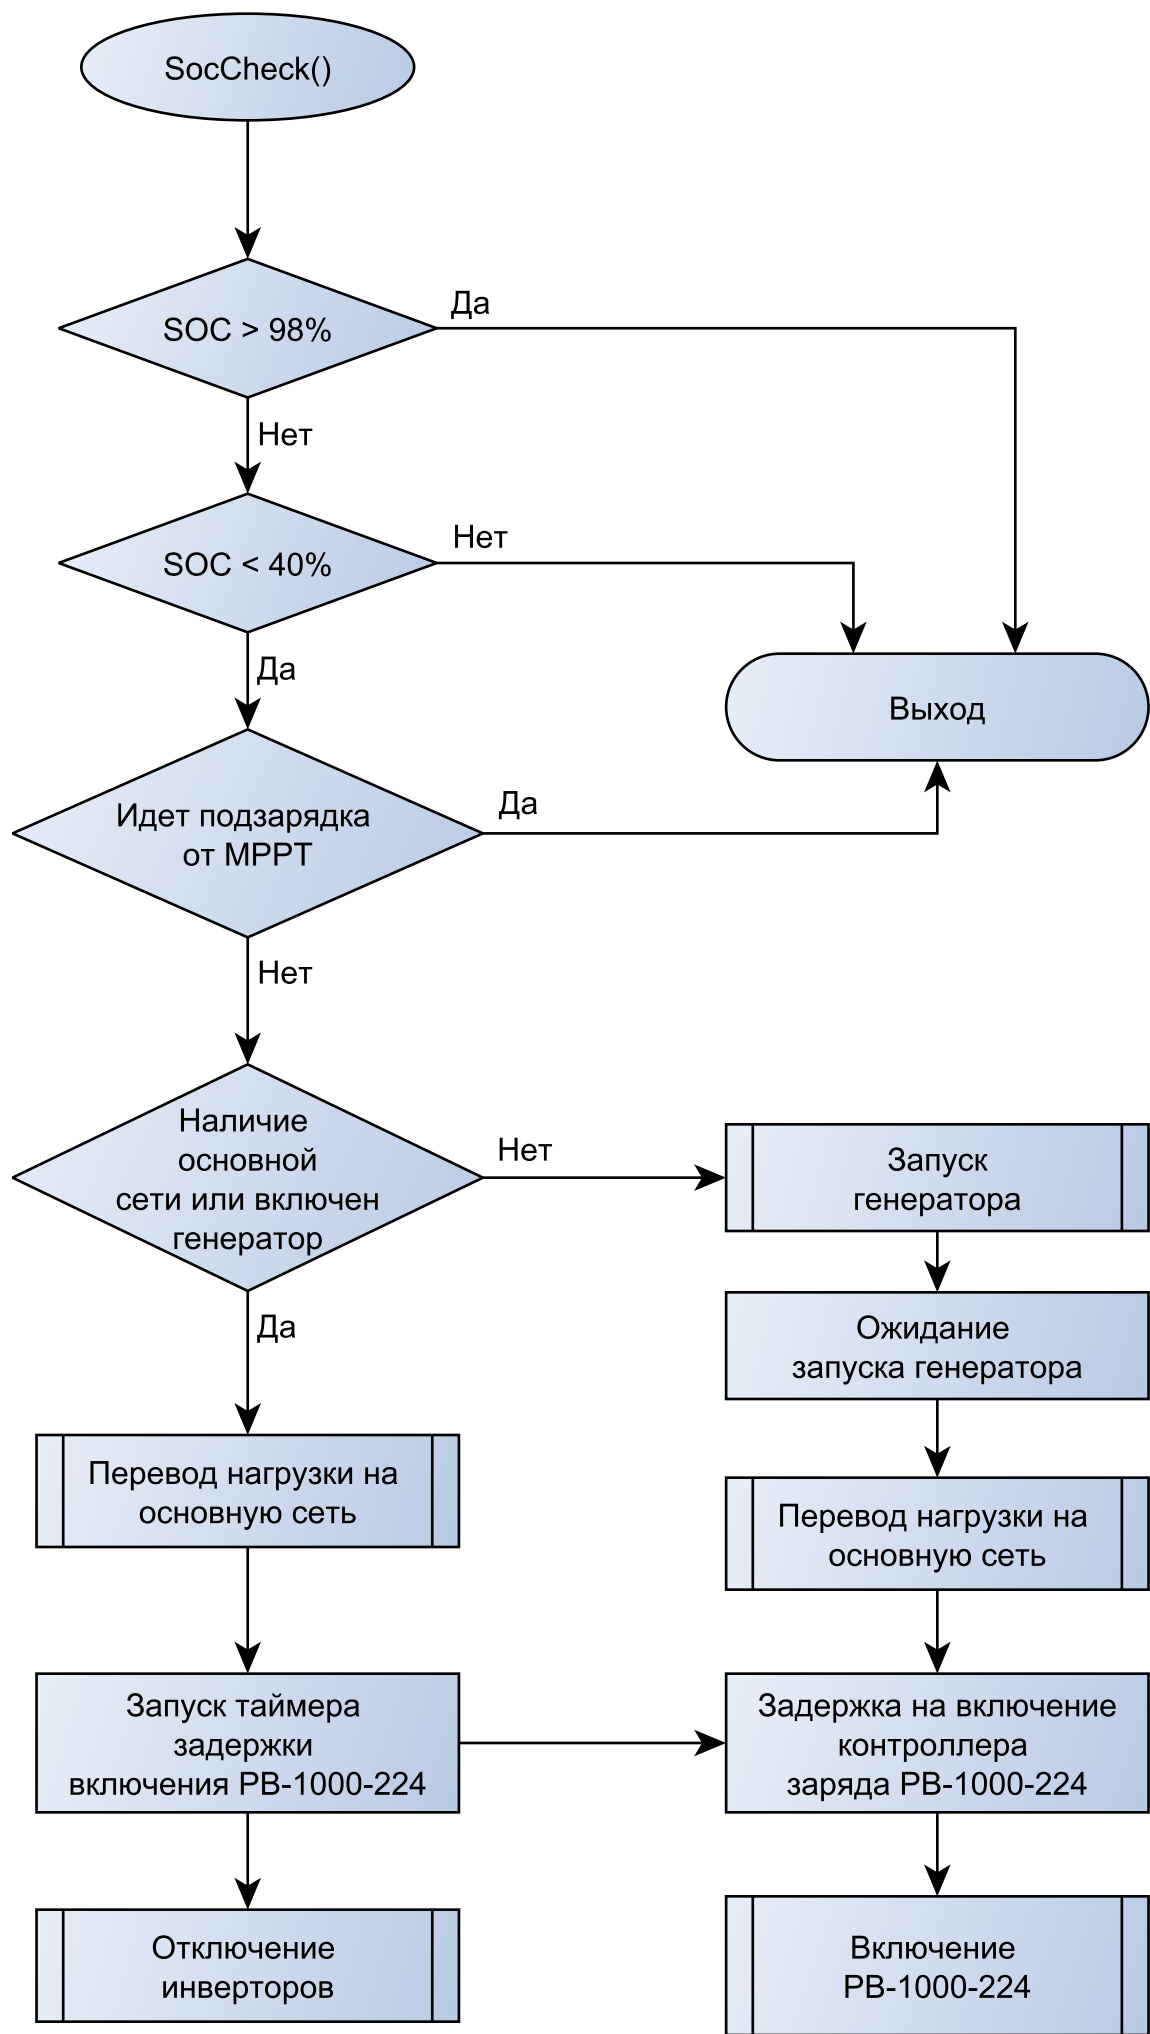 SocCheck()
SOC > 98%
Да
Нет
SOC < 40%
Нет
Да
Выход
Идет подзарядка
от MPPT
Да
Нет
Наличие
основной
сети или включен
генератор
Нет
Да
Запуск
генератора
Ожидание
запуска генератора
Перевод нагрузки на
основную сеть
Перевод нагрузки на
основную сеть
Запуск таймера
задержки
включения PB-1000-224
Задержка на включение
контроллера
заряда PB-1000-224
Отключение
инверторов
Включение
PB-1000-224